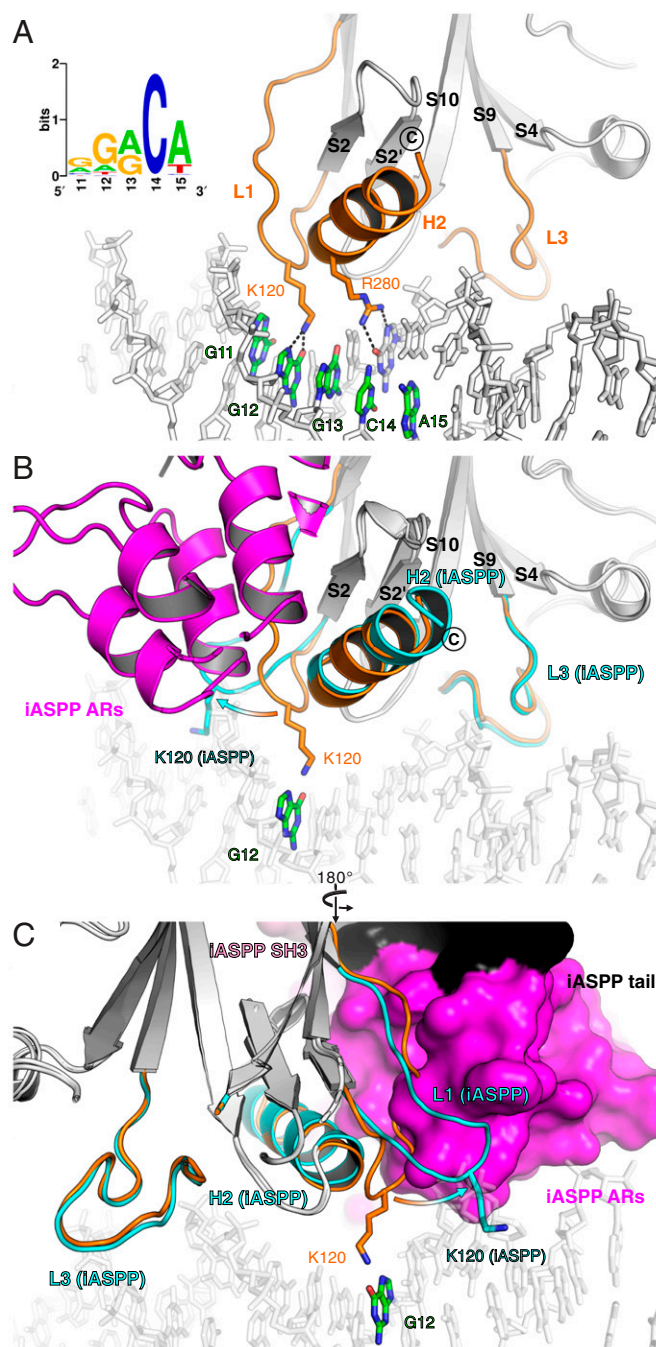 A
2
bits
1
0
5′ 11 12 13 14 15 3′
G A G A A G C A T
L1
S2
S2'
S10
C
H2
S9
S4
L3
K120
R280
G11
G12
G13
C14
A15
B
S10
H2 (iASPP)
S9
S4
S2
S2'
C
iASPP ARs
L3 (iASPP)
K120 (iASPP)
K120
G12
180°
C
iASPP SH3
iASPP tail
L1 (iASPP)
H2 (iASPP)
iASPP ARs
L3 (iASPP)
K120
K120 (iASPP)
G12